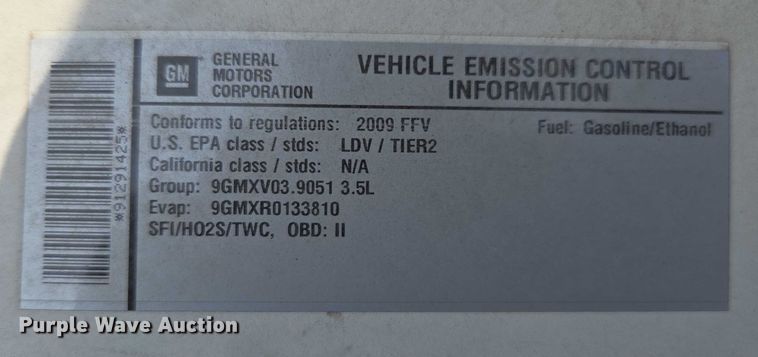 GM
GENERAL
MOTORS
CORPORATION
VEHICLE EMISSION CONTROL
INFORMATION
Conforms to regulations: 2009 FFV Fuel: Gasoline/Ethanol
U.S. EPA class / stds: LDV / TIER2
California class / stds: N/A
Group: 9GMXV03.9051 3.5L
Evap: 9GMXR0133810
SFI/HO2S/TWC, OBD: II
*91291425*
Purple Wave Auction